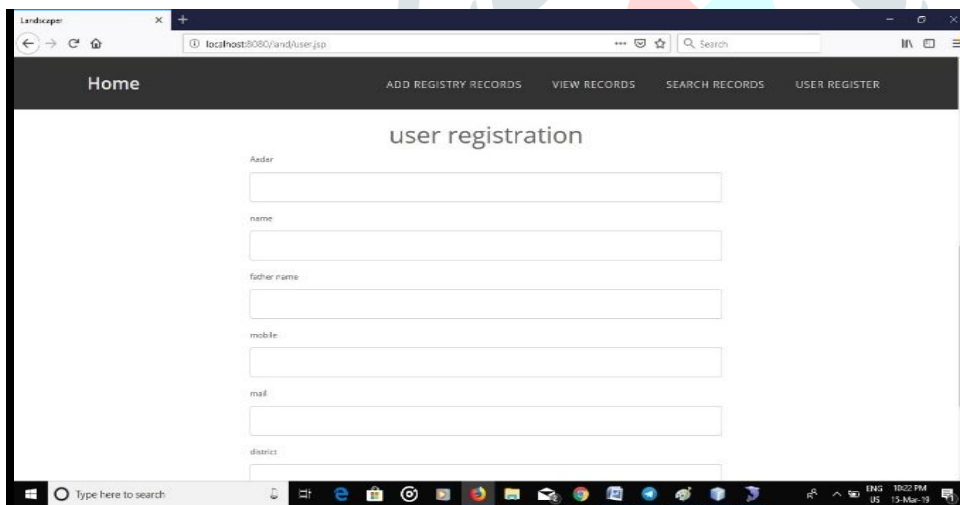 Landscaper
localhost:8080/land/user.jsp
Search
Home
ADD REGISTRY RECORDS
VIEW RECORDS
SEARCH RECORDS
USER REGISTER
user registration
Aadar
name
father name
mobile
mail
district
Type here to search
ENG
US
10:22 PM
15-Mar-19